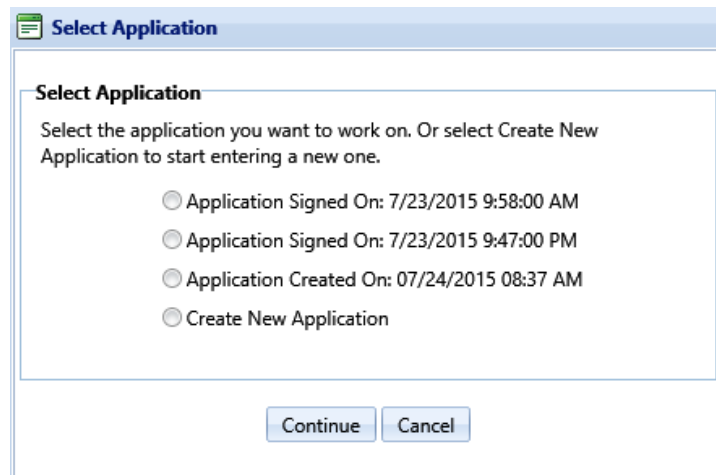 Select Application
Select Application
Select the application you want to work on. Or select Create New
Application to start entering a new one.
Application Signed On: 7/23/2015 9:58:00 AM
Application Signed On: 7/23/2015 9:47:00 PM
Application Created On: 07/24/2015 08:37 AM
Create New Application
Continue Cancel